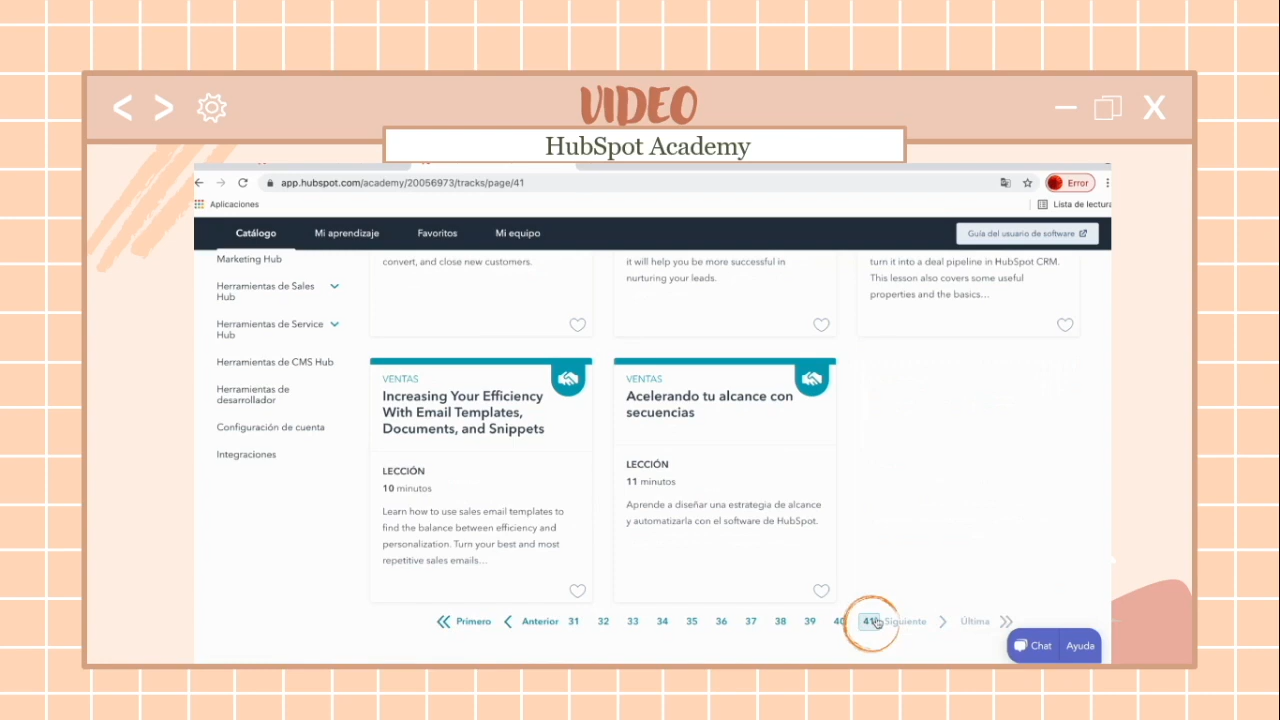 VIDEO
HubSpot Academy
app.hubspot.com/academy/20056973/tracks/page/41
Error
Aplicaciones
Lista de lectura
Catálogo
Mi aprendizaje
Favoritos
Mi equipo
Guía del usuario de software
Marketing Hub
Herramientas de Sales
Hub
Herramientas de Service
Hub
Herramientas de CMS Hub
Herramientas de
desarrollador
Configuración de cuenta
Integraciones
convert, and close new customers.
it will help you be more successful in
nurturing your leads.
turn it into a deal pipeline in HubSpot CRM.
This lesson also covers some useful
properties and the basics...
VENTAS
Increasing Your Efficiency
With Email Templates,
Documents, and Snippets
LECCIÓN
10 minutos
Learn how to use sales email templates to
find the balance between efficiency and
personalization. Turn your best and most
repetitive sales emails...
VENTAS
Acelerando tu alcance con
secuencias
LECCIÓN
11 minutos
Aprende a diseñar una estrategia de alcance
y automatizarla con el software de HubSpot.
Primero Anterior 31 32 33 34 35 36 37 38 39 40 41 Siguiente Última
Chat Ayuda